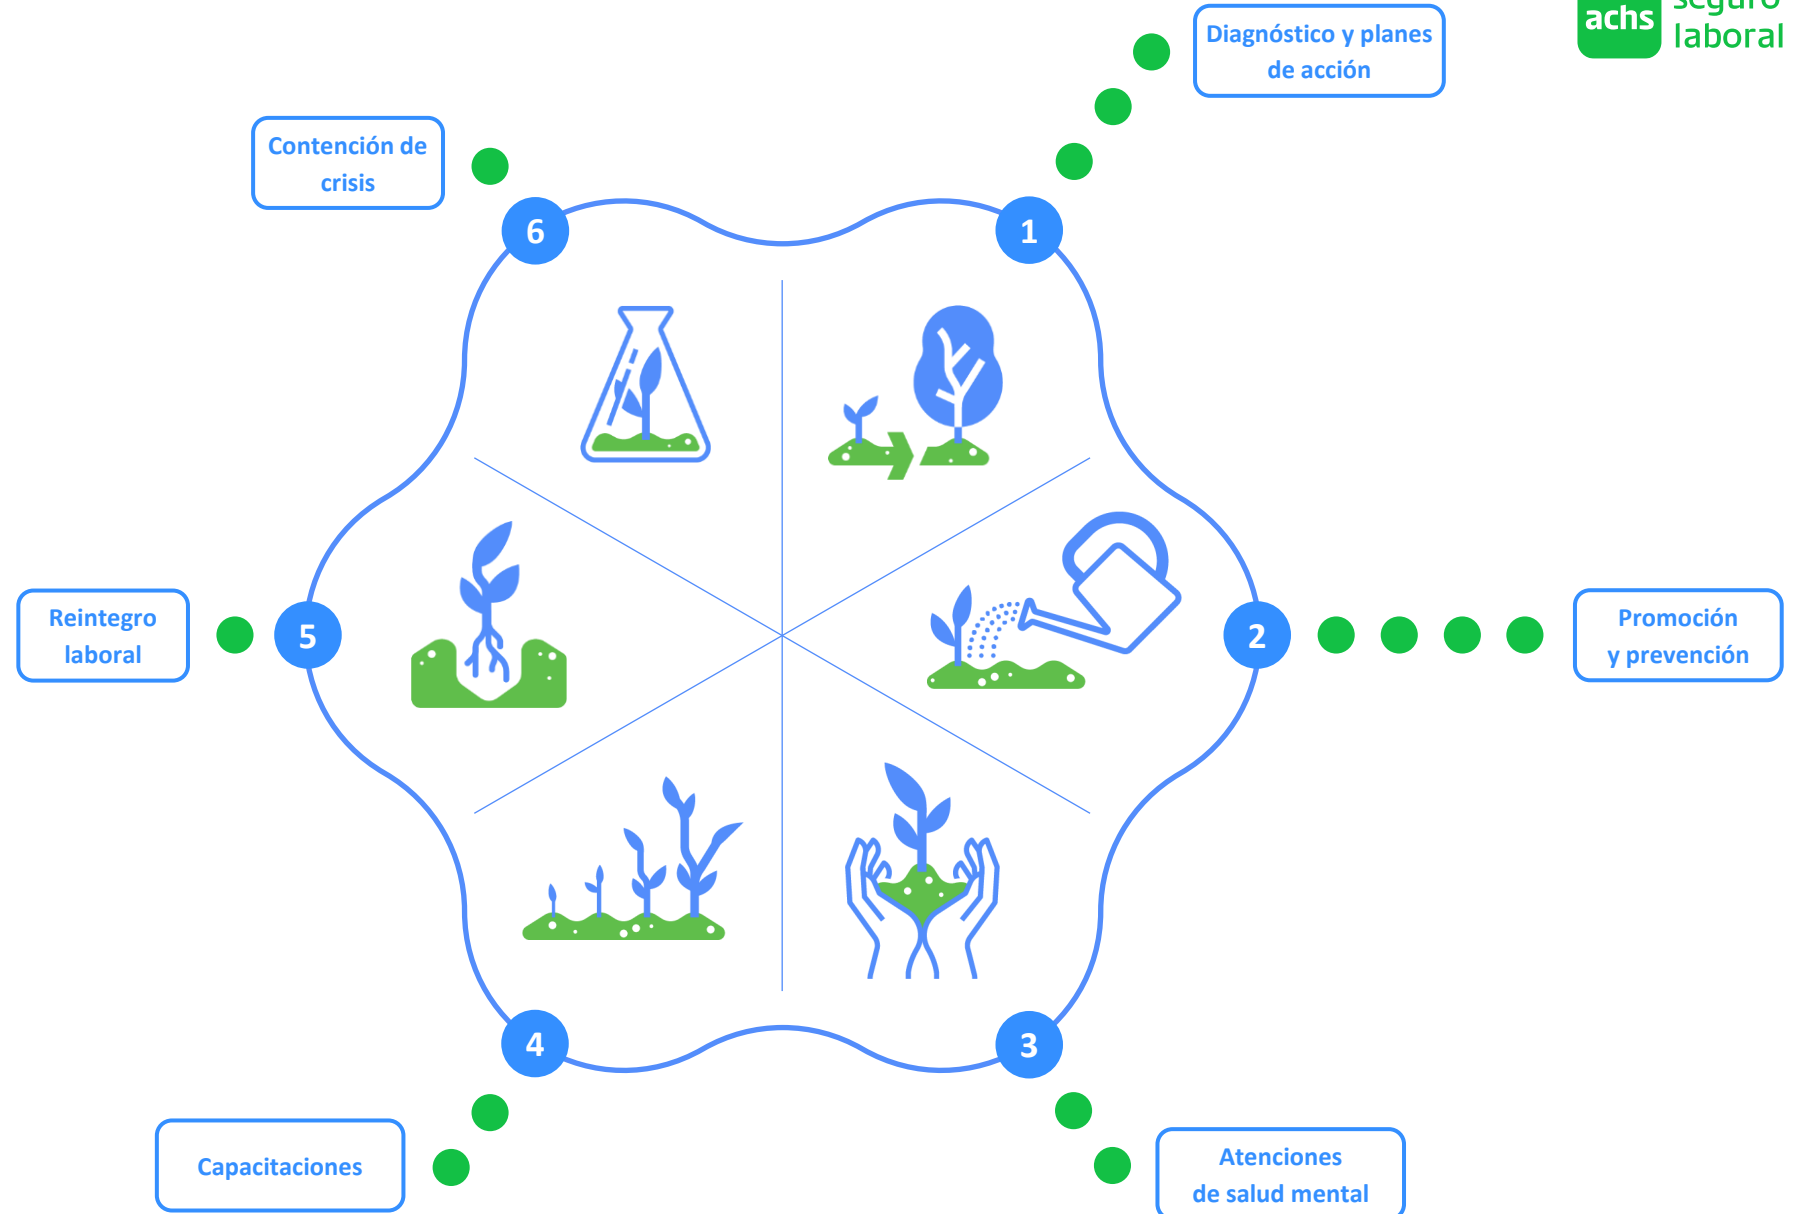 seguro
achs
laboral
Diagnóstico y planes
de acción
Contención de
crisis
6
1
Reintegro
laboral
5
2
Promoción
y prevención
4
3
Capacitaciones
Atenciones
de salud mental